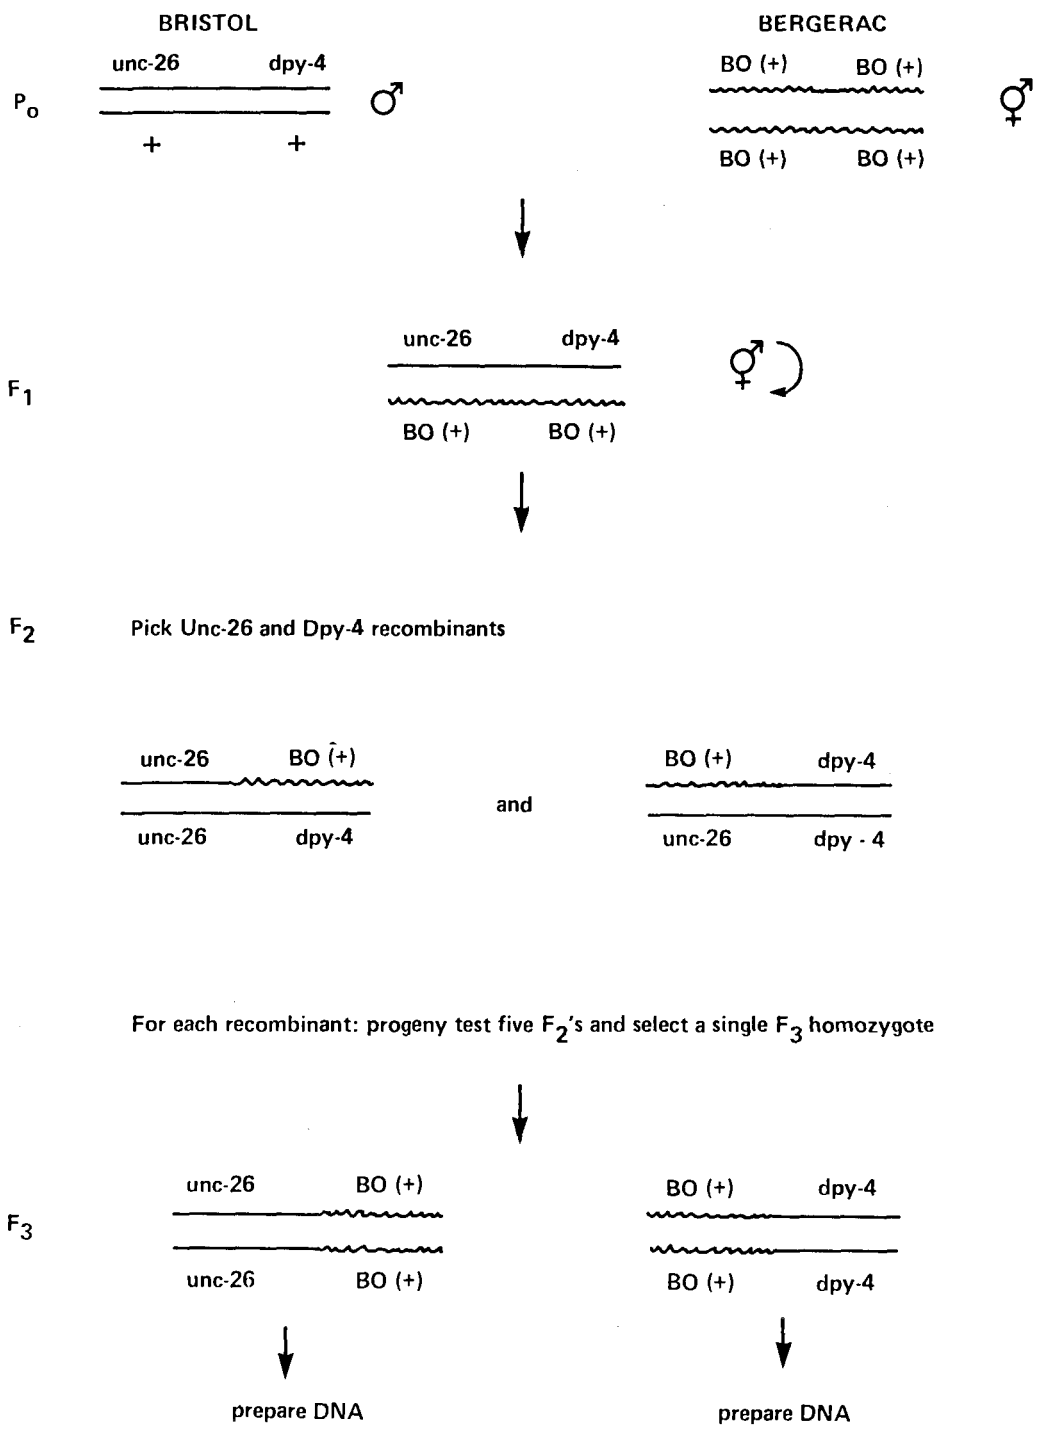 BRISTOL BERGERAC
unc-26 dpy-4 BO (+) BO (+)
Po
+ + BO (+) BO (+)
unc-26 dpy-4
F1
BO (+) BO (+)
F2 Pick Unc-26 and Dpy-4 recombinants
unc-26 BO (+) BO (+) dpy-4
and
unc-26 dpy-4 unc-26 dpy - 4
For each recombinant: progeny test five F2's and select a single F3 homozygote
unc-26 BO (+) BO (+) dpy-4
F3
unc-26 BO (+) BO (+) dpy-4
prepare DNA prepare DNA